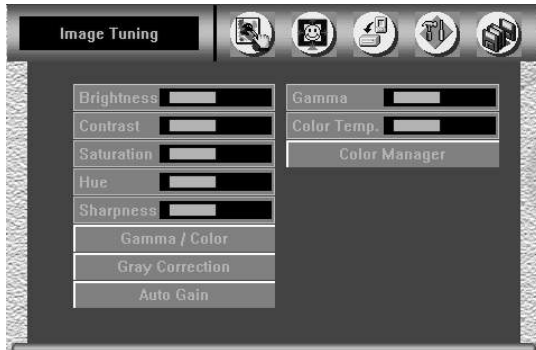 Image Tuning
Brightness
Contrast
Saturation
Hue
Sharpness
Gamma / Color
Gray Correction
Auto Gain
Gamma
Color Temp.
Color Manager